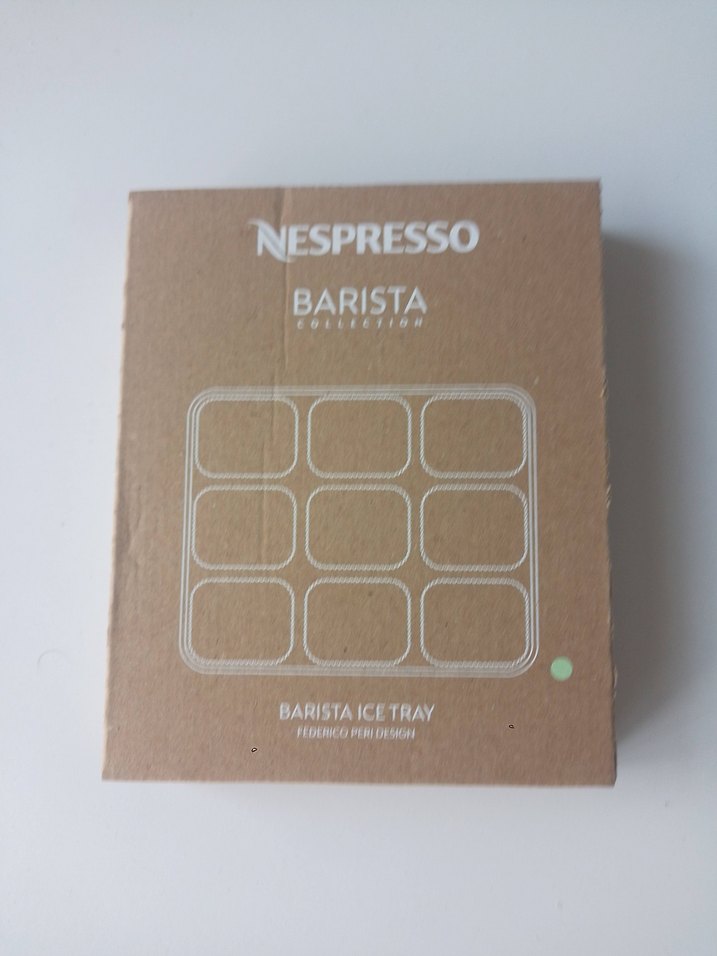 NESPRESSO
BARISTA
COLLECTION
BARISTA ICE TRAY
FEDERICO PERI DESIGN